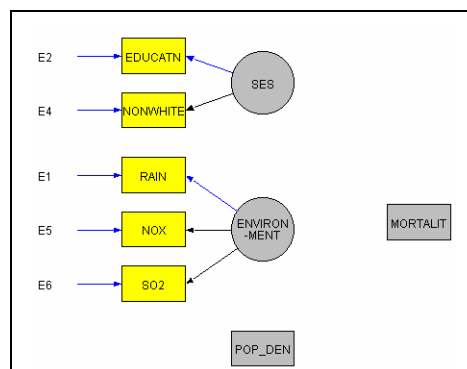 E2
EDUCATN
SES
E4
NONWHITE
E1
RAIN
ENVIRON
-MENT
MORTALIT
E5
NOX
E6
SO2
POP_DEN